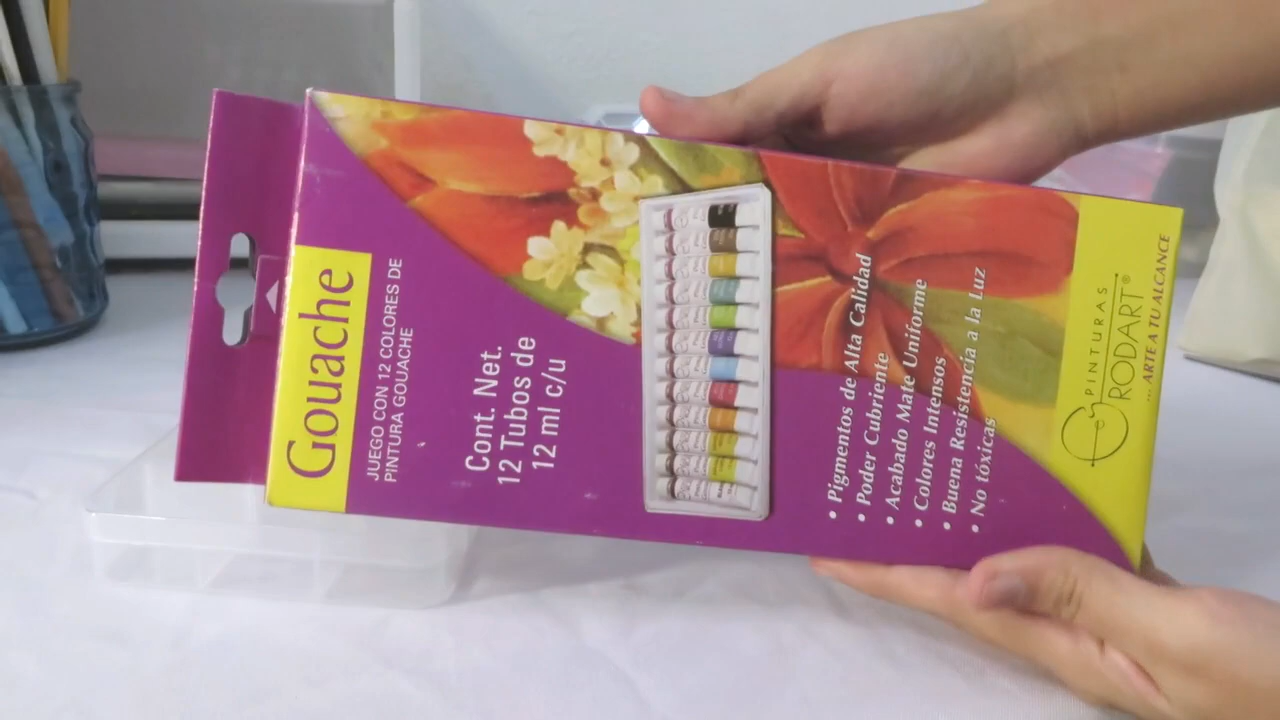 Gouache
JUEGO CON 12 COLORES DE
PINTURA GOUACHE
Cont. Net.
12 Tubos de
12 ml c/u
• Pigmentos de Alta Calidad
• Poder Cubriente
• Acabado Mate Uniforme
• Colores Intensos
• Buena Resistencia a la Luz
• No tóxicas
PINTURAS
RODART®
... ARTE A TU ALCANCE